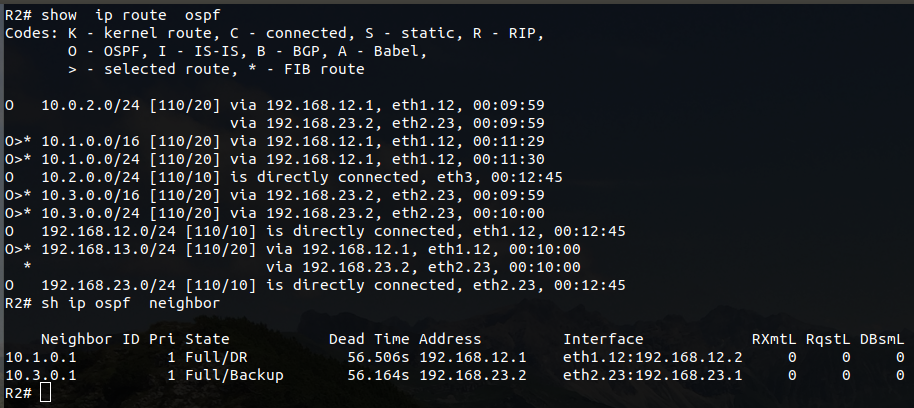 R2# show  ip route  ospf
Codes: K - kernel route, C - connected, S - static, R - RIP,
       O - OSPF, I - IS-IS, B - BGP, A - Babel,
       > - selected route, * - FIB route

O   10.0.2.0/24 [110/20] via 192.168.12.1, eth1.12, 00:09:59
                         via 192.168.23.2, eth2.23, 00:09:59
O>* 10.1.0.0/16 [110/20] via 192.168.12.1, eth1.12, 00:11:29
O>* 10.1.0.0/24 [110/20] via 192.168.12.1, eth1.12, 00:11:30
O   10.2.0.0/24 [110/10] is directly connected, eth3, 00:12:45
O>* 10.3.0.0/16 [110/20] via 192.168.23.2, eth2.23, 00:09:59
O>* 10.3.0.0/24 [110/20] via 192.168.23.2, eth2.23, 00:10:00
O   192.168.12.0/24 [110/10] is directly connected, eth1.12, 00:12:45
O>* 192.168.13.0/24 [110/20] via 192.168.12.1, eth1.12, 00:10:00
  *                          via 192.168.23.2, eth2.23, 00:10:00
O   192.168.23.0/24 [110/10] is directly connected, eth2.23, 00:12:45
R2# sh ip ospf  neighbor

    Neighbor ID Pri State           Dead Time Address         Interface            RXmtL RqstL DBsmL
10.1.0.1          1 Full/DR           56.506s 192.168.12.1    eth1.12:192.168.12.2     0     0     0
10.3.0.1          1 Full/Backup       56.164s 192.168.23.2    eth2.23:192.168.23.1     0     0     0
R2#